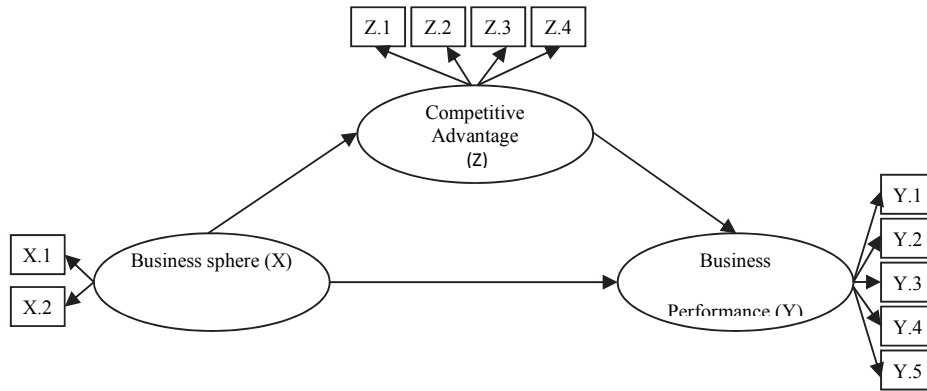 Z.1
Z.2
Z.3
Z.4
Competitive
Advantage
(Z)
X.1
X.2
Business sphere (X)
Business
Performance (Y)
Y.1
Y.2
Y.3
Y.4
Y.5